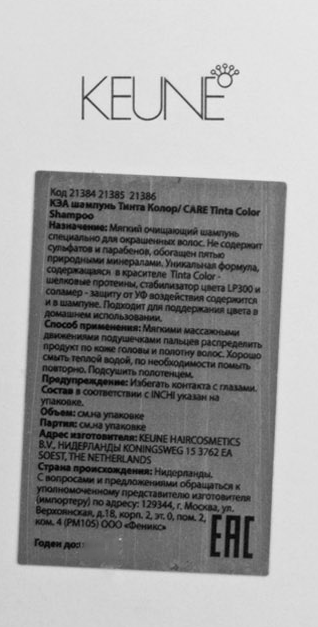 KEUNE
Код 21384 21385 21386
КЭА шампунь Тинта Колор/ CARE Tinta Color
Shampoo
Назначение: Мягкий очищающий шампунь
специально для окрашенных волос. Не содержит
сульфатов и парабенов, обогащен пятью
природными минералами. Уникальная формула,
содержащаяся в красителе Tinta Color -
шелковые протеины, стабилизатор цвета LP300 и
соламер - защиту от УФ воздействия содержится
и в шампуне. Подходит для поддержания цвета в
домашнем использовании.
Способ применения: Мягкими массажными
движениями подушечками пальцев распределить
продукт по коже головы и полотну волос. Хорошо
смыть теплой водой, по необходимости помыть
повторно. Подсушить полотенцем.
Предупреждение: Избегать контакта с глазами.
Состав в соответствии с INCHI указан на
упаковке.
Объем: см.на упаковке
Партия: см.на упаковке
Адрес изготовителя: KEUNE HAIRCOSMETICS
B.V., НИДЕРЛАНДЫ KONINGSWEG 15 3762 EA
SOEST, THE NETHERLANDS
Страна происхождения: Нидерланды.
С вопросами и предложениями обращаться к
уполномоченному представителю изготовителя
(импортеру) по адресу: 129344, г. Москва, ул.
Верхоянская, д.18, корп. 2, эт. 0, пом. 2,
ком. 4 (РМ105) ООО «Феникс»
EAC
Годен до: